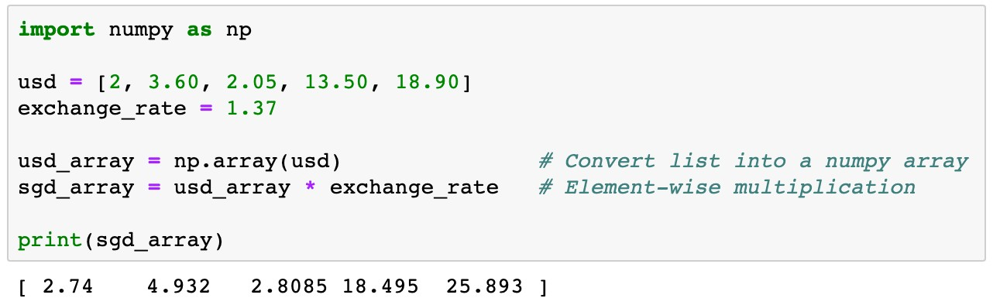 import numpy as np
usd = [2, 3.60, 2.05, 13.50, 18.90]
exchange_rate = 1.37
usd_array = np.array(usd)               # Convert list into a numpy array
sgd_array = usd_array * exchange_rate   # Element-wise multiplication
print(sgd_array)
[ 2.74    4.932   2.8085 18.495  25.893 ]